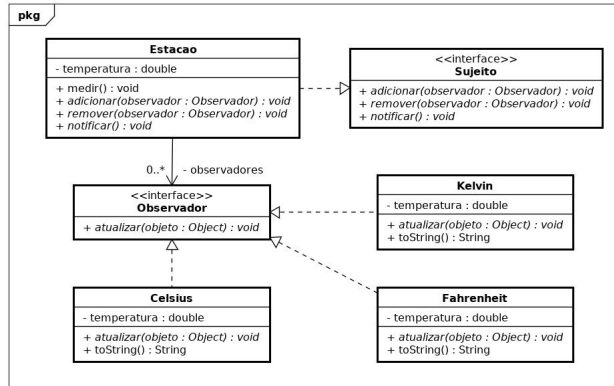 pkg
Estacao
- temperatura : double
+ medir() : void
+ adicionar(observador : Observador) : void
+ remover(observador : Observador) : void
+ notificar() : void
<<interface>>
Sujeito
+ adicionar(observador : Observador) : void
+ remover(observador : Observador) : void
+ notificar() : void
0..* - observadores
<<interface>>
Observador
+ atualizar(objeto : Object) : void
Kelvin
- temperatura : double
+ atualizar(objeto : Object) : void
+ toString() : String
Celsius
- temperatura : double
+ atualizar(objeto : Object) : void
+ toString() : String
Fahrenheit
- temperatura : double
+ atualizar(objeto : Object) : void
+ toString() : String